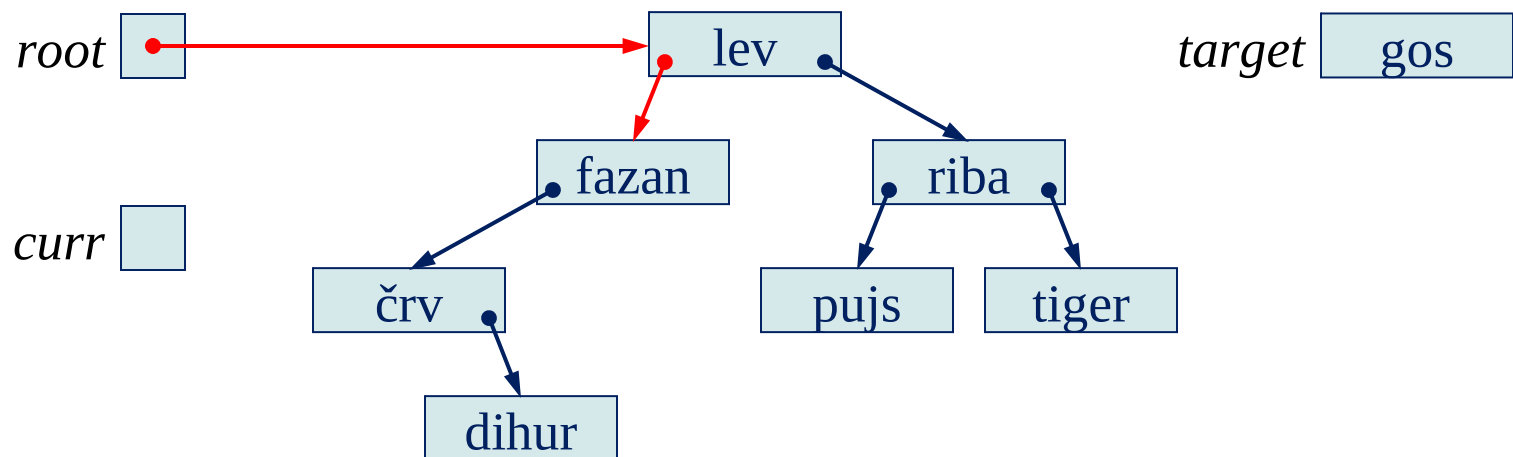 root
lev
target
gos
fazan
riba
curr
črv
pujs
tiger
dihur